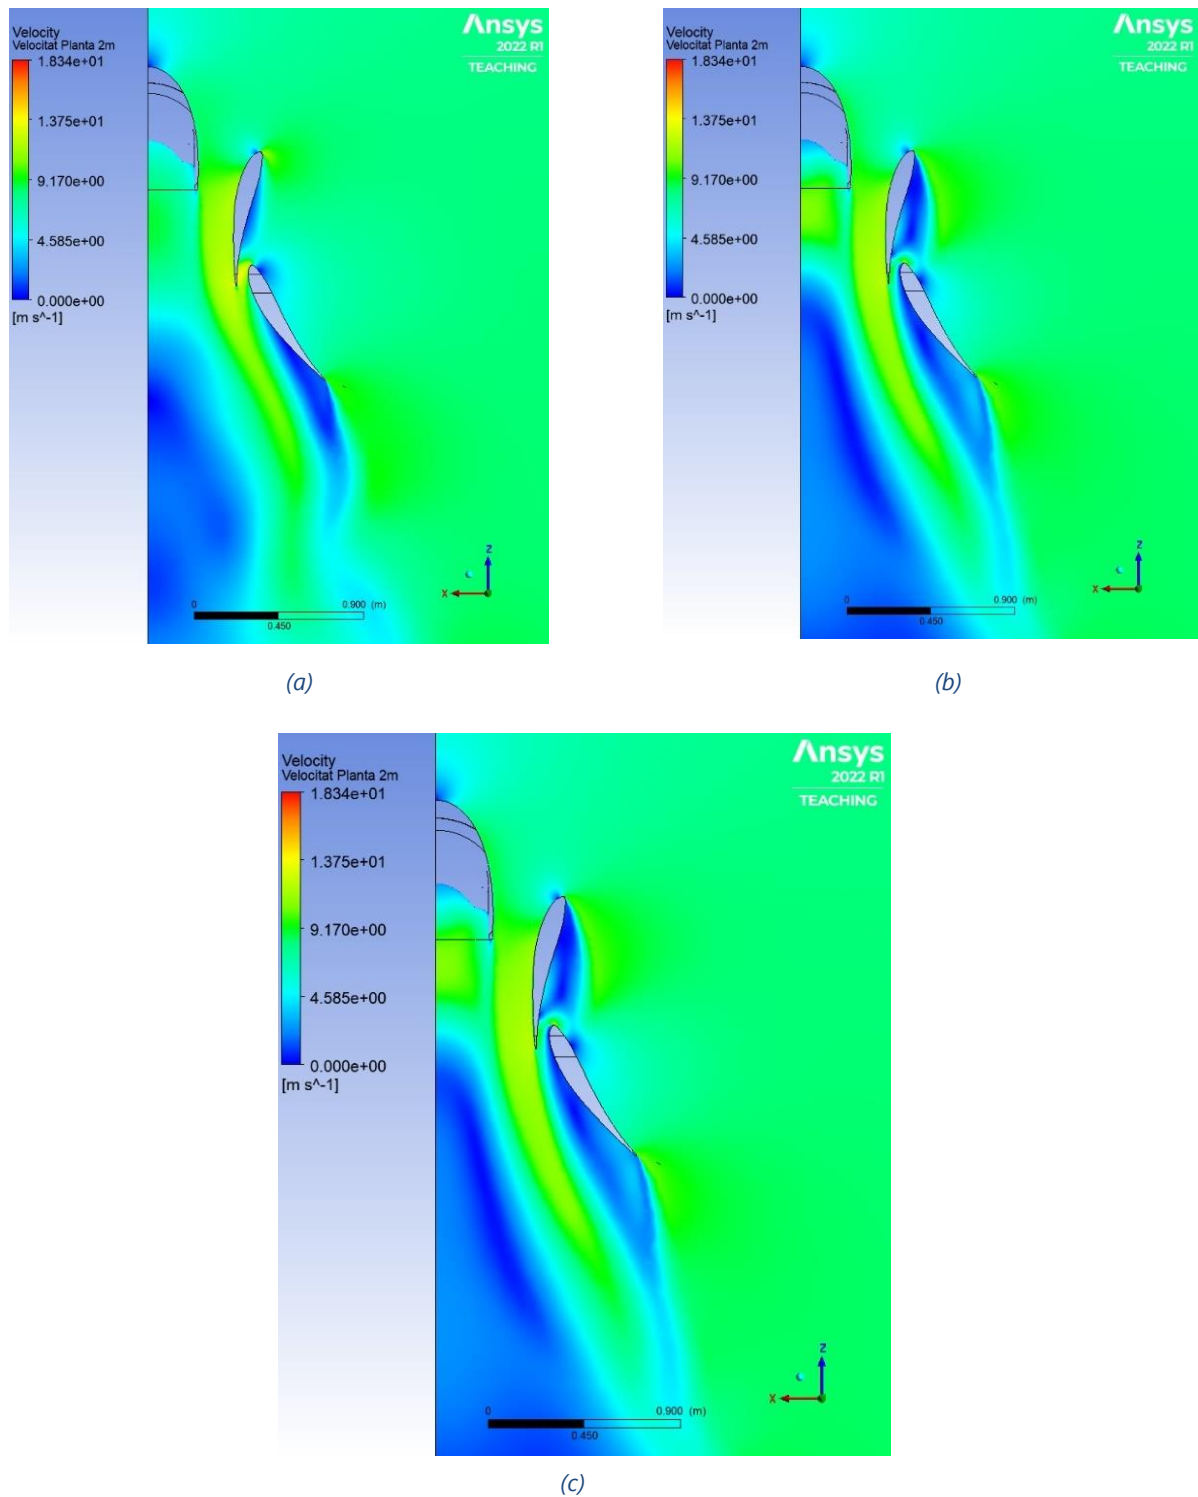 Velocity
Velocitat Planta 2m
1.834e+01
1.375e+01
9.170e+00
4.585e+00
0.000e+00
[m s^-1]
Ansys
2022 R1
TEACHING
Z
X
0
0.900 (m)
0.450
(a)
Velocity
Velocitat Planta 2m
1.834e+01
1.375e+01
9.170e+00
4.585e+00
0.000e+00
[m s^-1]
Ansys
2022 R1
TEACHING
Z
X
0
0.900 (m)
0.450
(b)
Velocity
Velocitat Planta 2m
1.834e+01
1.375e+01
9.170e+00
4.585e+00
0.000e+00
[m s^-1]
Ansys
2022 R1
TEACHING
Z
X
0
0.900 (m)
0.450
(c)